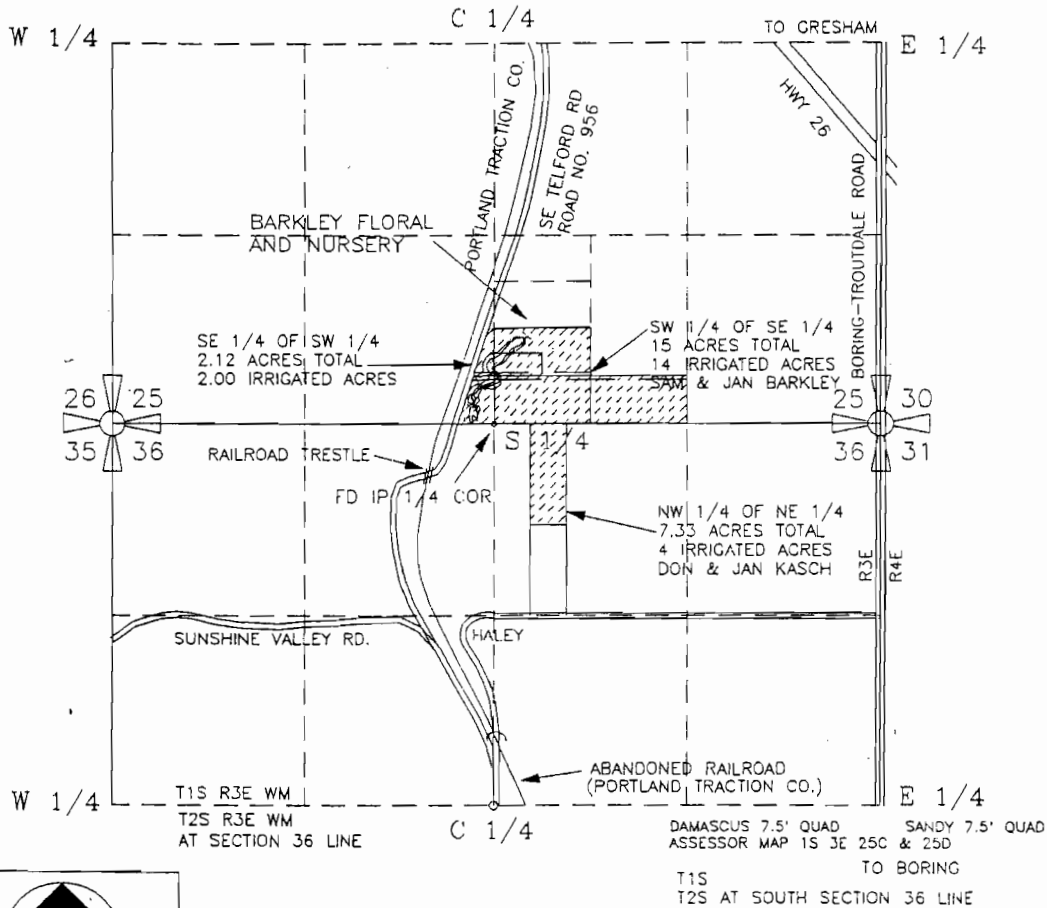 C 1/4
W 1/4
TO GRESHAM
E 1/4
HWY 26
PORTLAND TRACTION CO.
SE TELFORD RD
ROAD NO. 956
BORING-TROUTDALE ROAD
BARKLEY FLORAL
AND NURSERY
SE 1/4 OF SW 1/4
2.12 ACRES TOTAL
2.00 IRRIGATED ACRES
SW 1/4 OF SE 1/4
15 ACRES TOTAL
14 IRRIGATED ACRES
SAM & JAN BARKLEY
26 25
35 36
25 30
36 31
S 1/4
RAILROAD TRESTLE
FD IP 1/4 COR
NW 1/4 OF NE 1/4
7.33 ACRES TOTAL
4 IRRIGATED ACRES
DON & JAN KASCH
R3E
R4E
SUNSHINE VALLEY RD.
HALEY
ABANDONED RAILROAD
(PORTLAND TRACTION CO.)
W 1/4
T1S R3E WM
T2S R3E WM
AT SECTION 36 LINE
C 1/4
E 1/4
DAMASCUS 7.5' QUAD SANDY 7.5' QUAD
ASSESSOR MAP 1S 3E 25C & 25D
TO BORING
T1S
T2S AT SOUTH SECTION 36 LINE